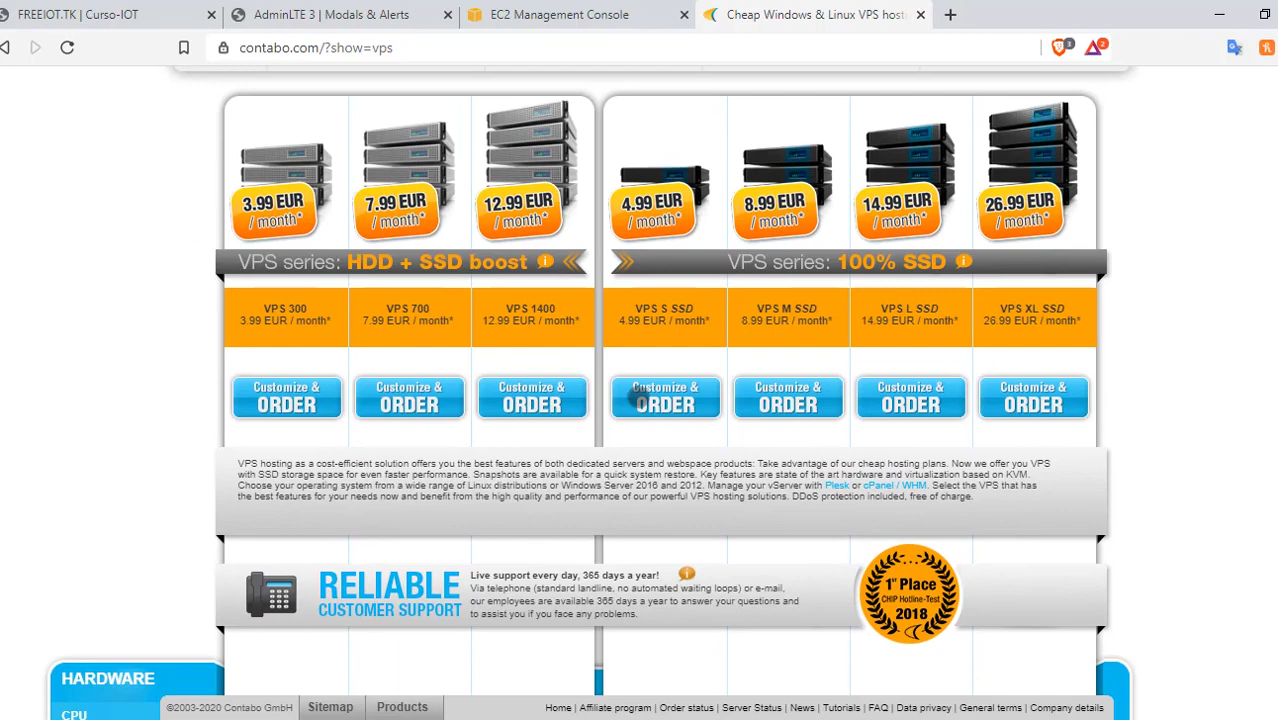 FREEIOT.TK | Curso-IOT
AdminLTE 3 | Modals & Alerts
EC2 Management Console
Cheap Windows & Linux VPS hosti
contabo.com/?show=vps
3
2
3.99 EUR
/ month*
7.99 EUR
/ month*
12.99 EUR
/ month*
4.99 EUR
/ month*
8.99 EUR
/ month*
14.99 EUR
/ month*
26.99 EUR
/ month*
VPS series: HDD + SSD boost
VPS series: 100% SSD
VPS 300
3.99 EUR / month*
VPS 700
7.99 EUR / month*
VPS 1400
12.99 EUR / month*
VPS S SSD
4.99 EUR / month*
VPS M SSD
8.99 EUR / month*
VPS L SSD
14.99 EUR / month*
VPS XL SSD
26.99 EUR / month*
Customize &
ORDER
Customize &
ORDER
Customize &
ORDER
Customize &
ORDER
Customize &
ORDER
Customize &
ORDER
Customize &
ORDER
VPS hosting as a cost-efficient solution offers you the best features of both dedicated servers and webspace products: Take advantage of our cheap hosting plans. Now we offer you VPS
with SSD storage space for even faster performance. Snapshots are available for a quick system restore. Key features are state of the art hardware and virtualization based on KVM.
Choose your operating system from a wide range of Linux distributions or Windows Server 2016 and 2012. Manage your vServer with Plesk or cPanel / WHM. Select the VPS that has
the best features for your needs now and benefit from the high quality and performance of our powerful VPS hosting solutions. DDoS protection included, free of charge.
RELIABLE
CUSTOMER SUPPORT
Live support every day, 365 days a year!
Via telephone (standard landline, no automated waiting loops) or e-mail,
our employees are available 365 days a year to answer your questions and
to assist you if you face any problems.
1st Place
CHIP Hotline-Test
2018
HARDWARE
CPU
©2003-2020 Contabo GmbH
Sitemap
Products
Home | Affiliate program | Order status | Server Status | News | Tutorials | FAQ | Data privacy | General terms | Company details